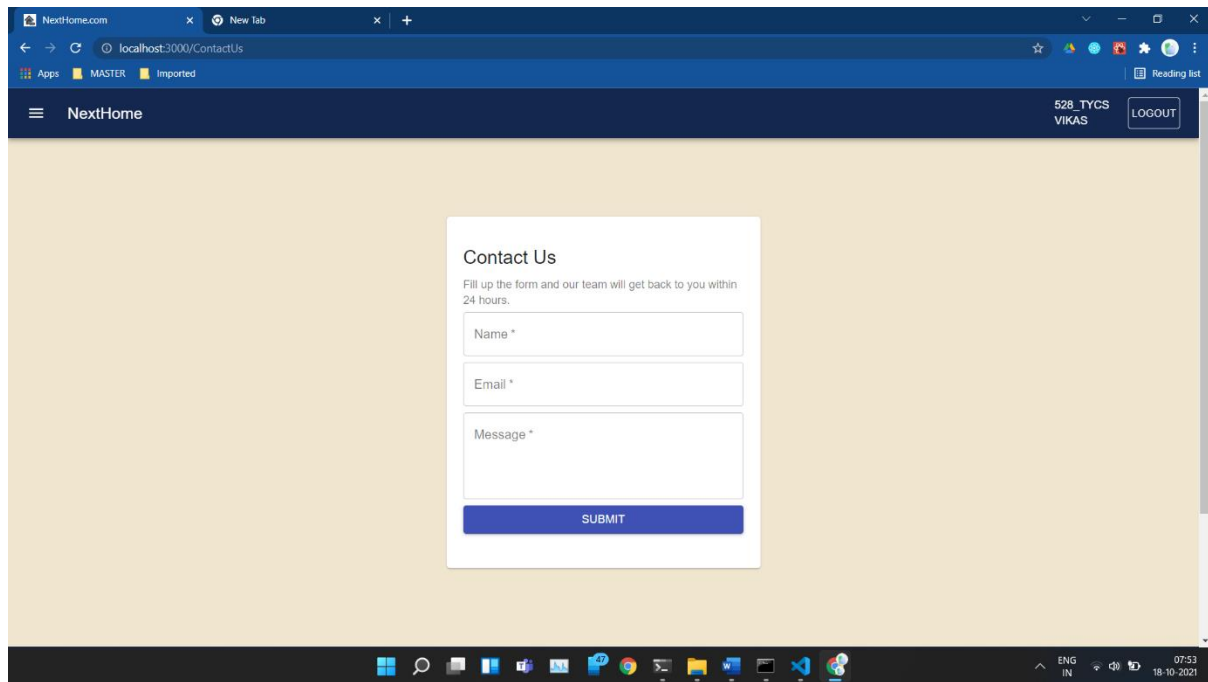 NextHome.com
New Tab
localhost:3000/ContactUs
Apps
MASTER
Imported
Reading list
NextHome
528_TYCS
VIKAS
LOGOUT
Contact Us
Fill up the form and our team will get back to you within
24 hours.
Name *
Email *
Message *
SUBMIT
47
ENG
IN
07:53
18-10-2021